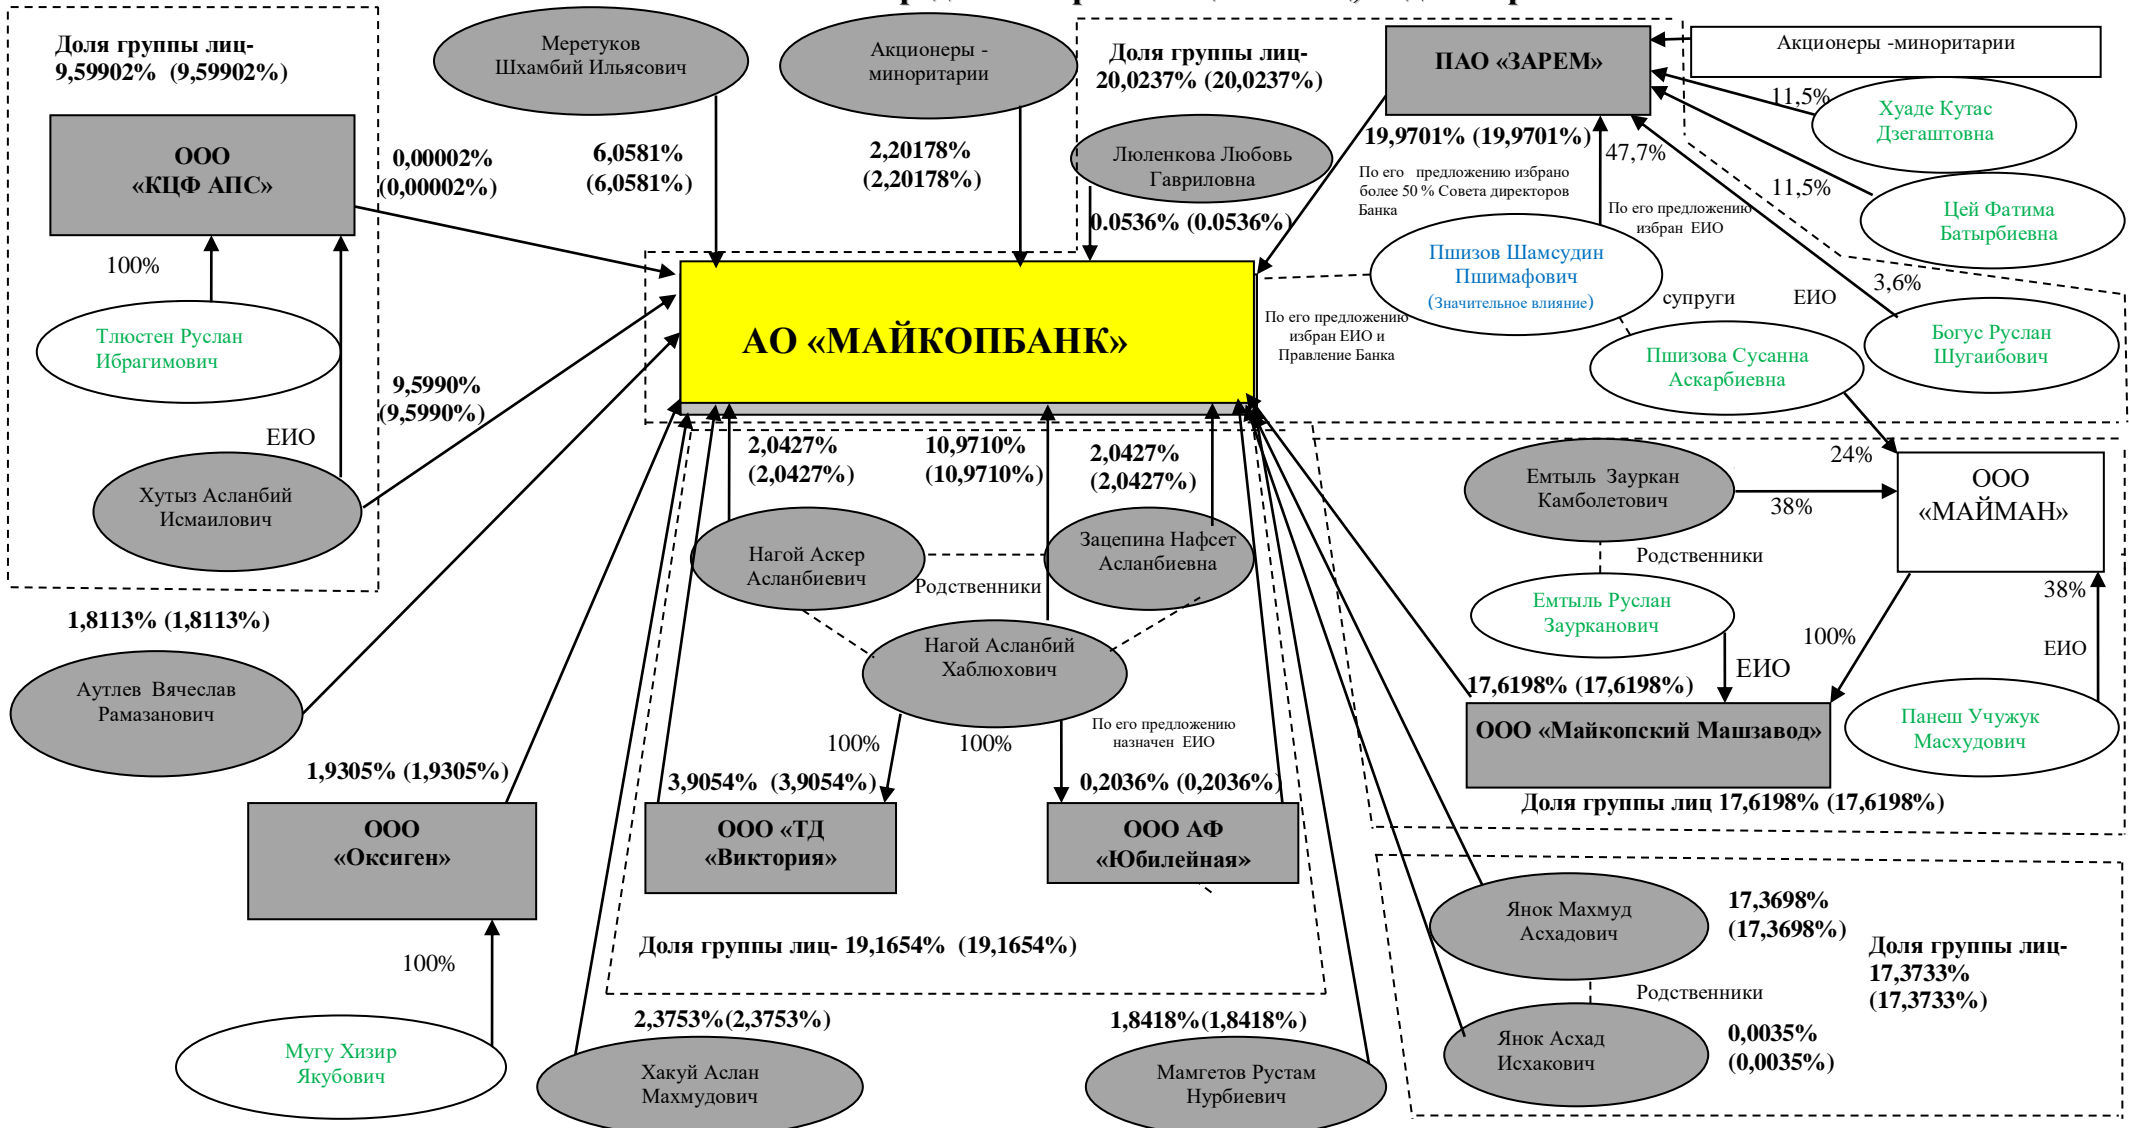 Доля группы лиц-
9,59902% (9,59902%)
ООО
«КЦФ АПС»
100%
Тлюстен Руслан
Ибрагимович
ЕИО
Хутыз Асланбий
Исмаилович
0,00002%
(0,00002%)
9,5990%
(9,5990%)
Меретуков
Шхамбий Ильясович
6,0581%
(6,0581%)
Акционеры -
миноритарии
2,20178%
(2,20178%)
Доля группы лиц-
20,0237% (20,0237%)
Люленкова Любовь
Гавриловна
0.0536% (0.0536%)
ПАО «ЗАРЕМ»
19,9701% (19,9701%)
Акционеры -миноритарии
11,5%
Хуаде Кутас
Дзегаштовна
47,7%
По его предложению избрано
более 50 % Совета директоров
Банка
По его предложению
избран ЕИО
11,5%
Цей Фатима
Батырбиевна
Пшизов Шамсудин
Пшимафович
(Значительное влияние)
супруги
ЕИО
3,6%
Богус Руслан
Шугаибович
По его предложению
избран ЕИО и
Правление Банка
Пшизова Сусанна
Аскарбиевна
АО «МАЙКОПБАНК»
2,0427%
(2,0427%)
10,9710%
(10,9710%)
2,0427%
(2,0427%)
Нагой Аскер
Асланбиевич
Родственники
Зацепина Нафсет
Асланбиевна
Нагой Асланбий
Хаблюхович
100%
100%
По его предложению
назначен ЕИО
3,9054% (3,9054%)
0,2036% (0,2036%)
ООО «ТД
«Виктория»
ООО АФ
«Юбилейная»
Доля группы лиц- 19,1654% (19,1654%)
1,8113% (1,8113%)
Аутлев Вячеслав
Рамазанович
1,9305% (1,9305%)
ООО
«Оксиген»
100%
Мугу Хизир
Якубович
2,3753%(2,3753%)
Хакуй Аслан
Махмудович
1,8418%(1,8418%)
Мамгетов Рустам
Нурбиевич
24%
Емтыль Зауркан
Камболетович
38%
ООО
«МАЙМАН»
Родственники
Емтыль Руслан
Заурканович
ЕИО
100%
38%
ЕИО
17,6198% (17,6198%)
ООО «Майкопский Машзавод»
Панеш Учужук
Масхудович
Доля группы лиц 17,6198% (17,6198%)
Янок Махмуд
Асхадович
17,3698%
(17,3698%)
Родственники
Янок Асхад
Исхакович
0,0035%
(0,0035%)
Доля группы лиц-
17,3733%
(17,3733%)